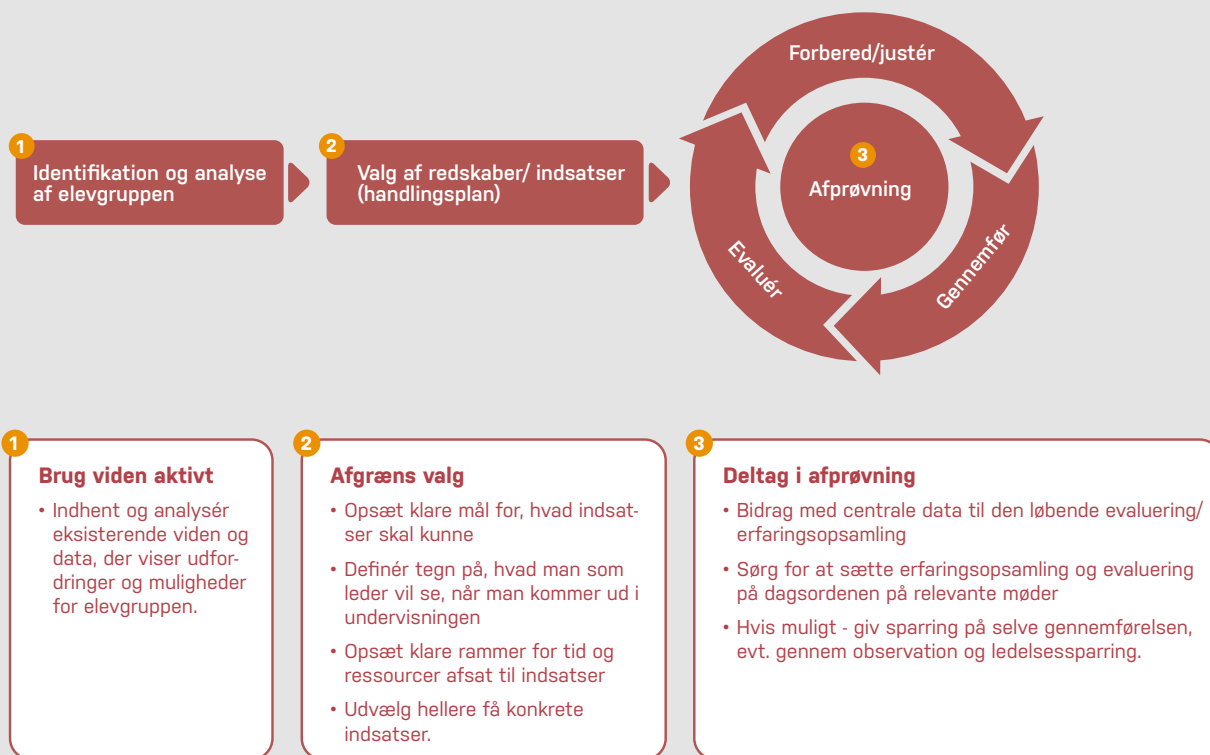 1
Identifikation og analyse
af elevgruppen
2
Valg af redskaber/ indsatser
(handlingsplan)
Forbered/justér
3
Afprøvning
Gennemfør
Evaluér
1
Brug viden aktivt
• Indhent og analysér
eksisterende viden og
data, der viser udfor-
dringer og muligheder
for elevgruppen.
2
Afgræns valg
• Opsæt klare mål for, hvad indsat-
ser skal kunne
• Definér tegn på, hvad man som
leder vil se, når man kommer ud i
undervisningen
• Opsæt klare rammer for tid og
ressourcer afsat til indsatser
• Udvælg hellere få konkrete
indsatser.
3
Deltag i afprøvning
• Bidrag med centrale data til den løbende evaluering/
erfaringsopsamling
• Sørg for at sætte erfaringsopsamling og evaluering
på dagsordenen på relevante møder
• Hvis muligt - giv sparring på selve gennemførelsen,
evt. gennem observation og ledelsessparring.